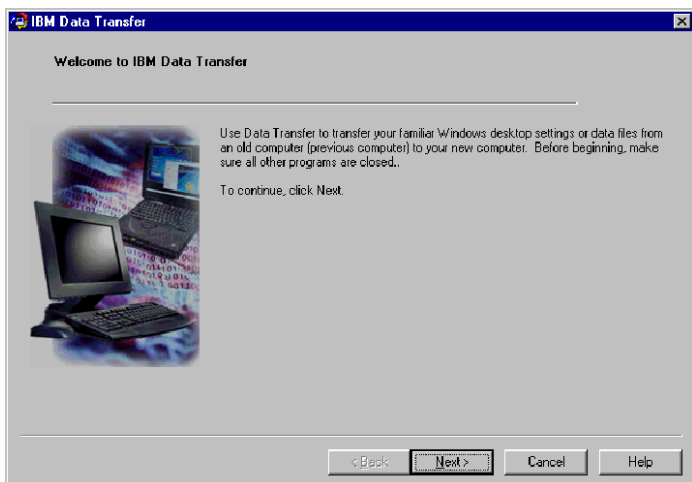 IBM Data Transfer
Welcome to IBM Data Transfer
Use Data Transfer to transfer your familiar Windows desktop settings or data files from
an old computer (previous computer) to your new computer. Before beginning, make
sure all other programs are closed..
To continue, click Next.
< Back
Next >
Cancel
Help